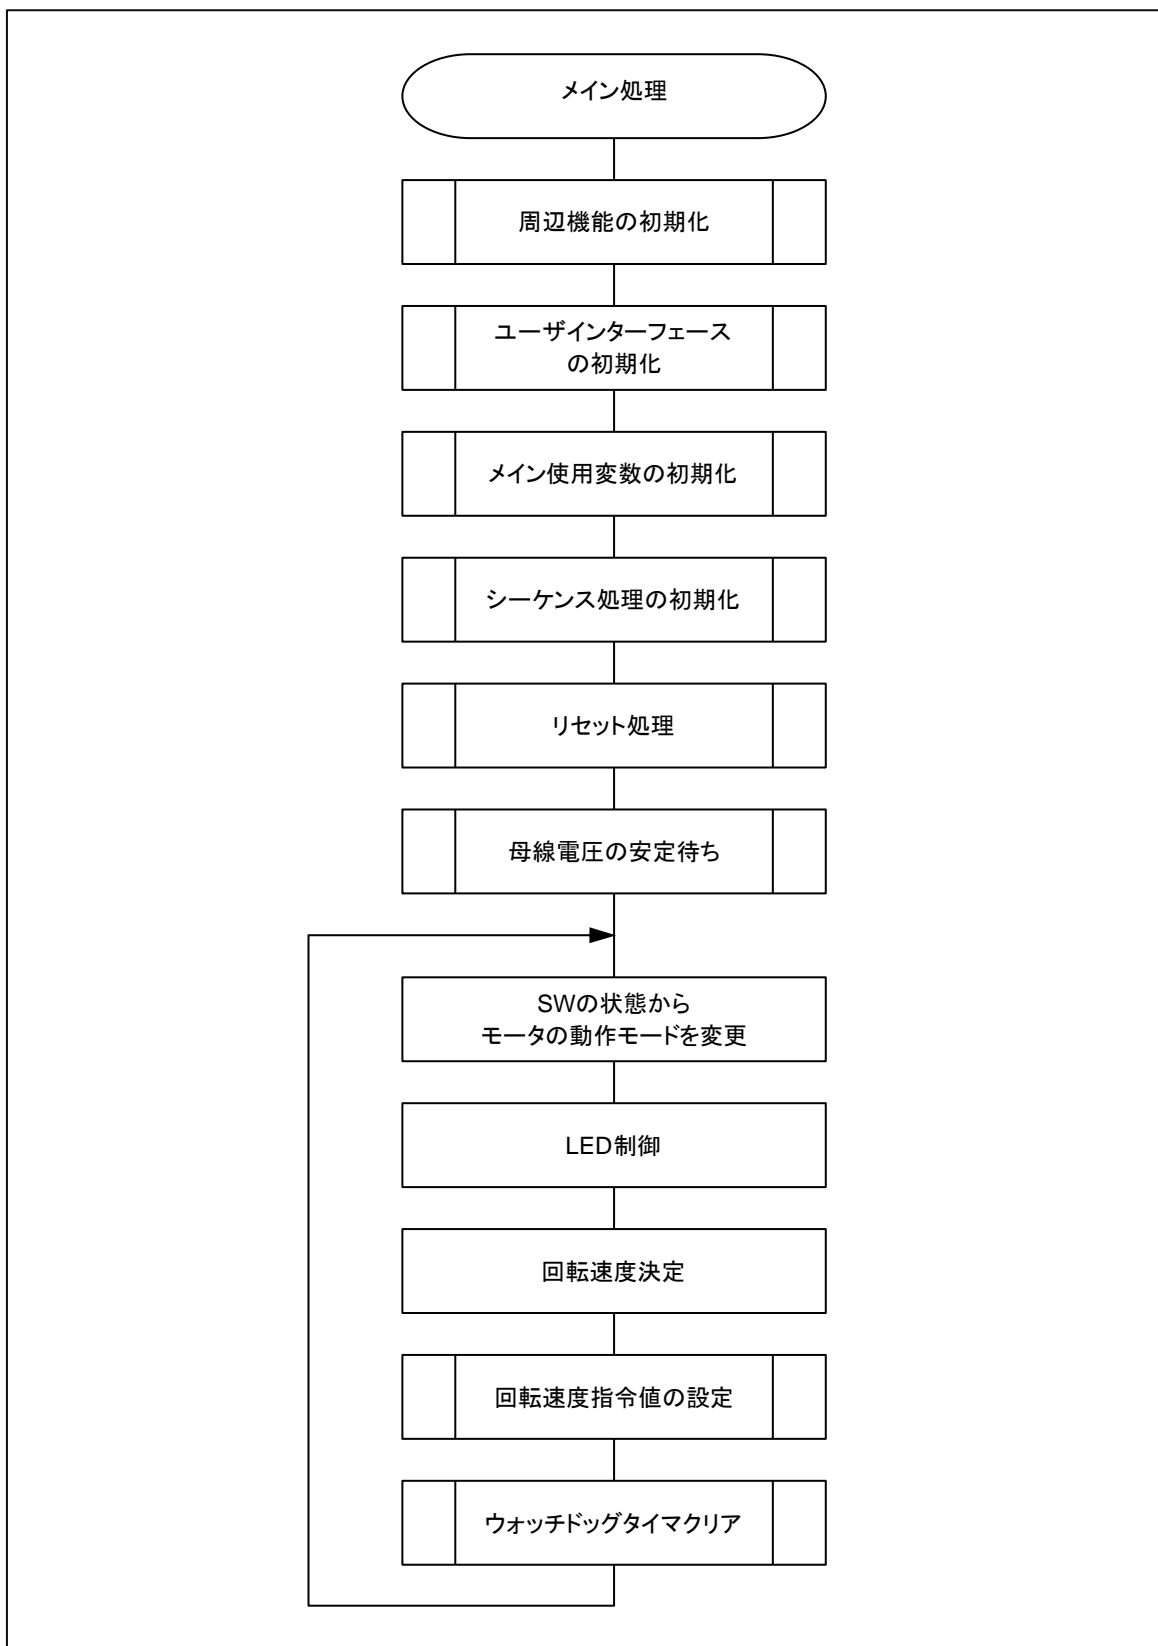 メイン処理
周辺機能の初期化
ユーザインターフェース
の初期化
メイン使用変数の初期化
シーケンス処理の初期化
リセット処理
母線電圧の安定待ち
SWの状態から
モータの動作モードを変更
LED制御
回転速度決定
回転速度指令値の設定
ウォッチドッグタイマクリア